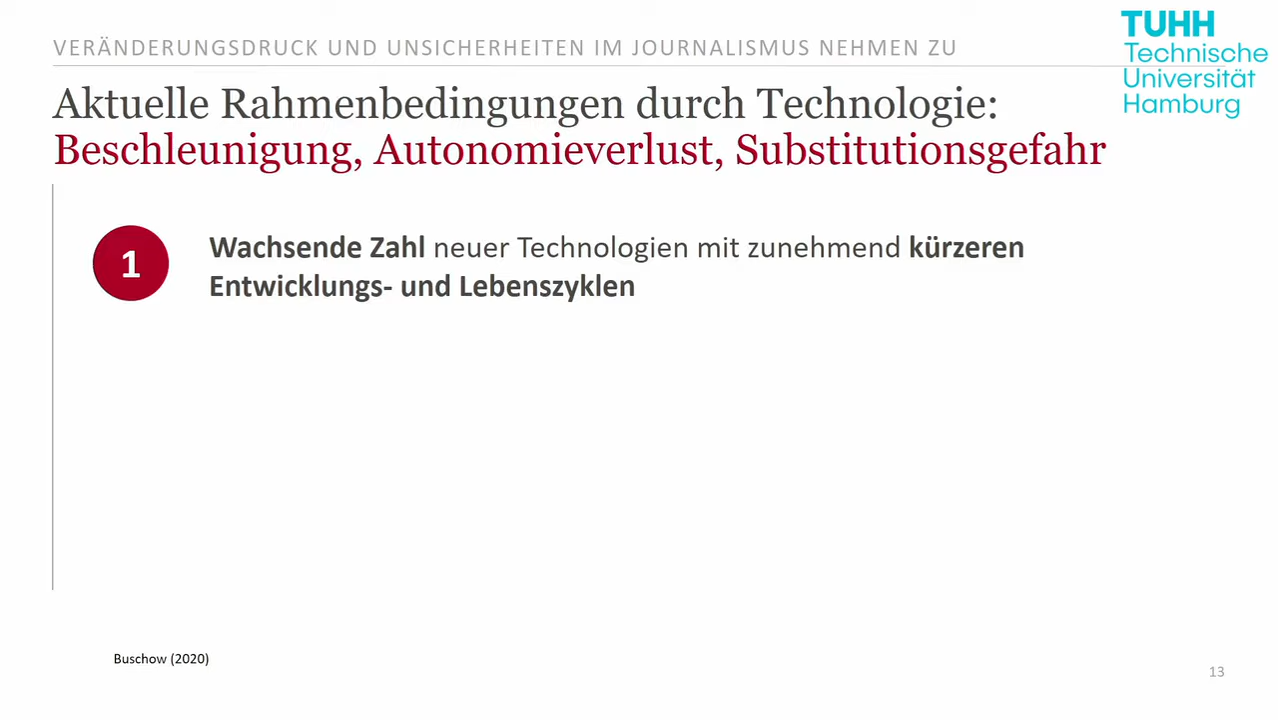 VERÄNDERUNGSDRUCK UND UNSICHERHEITEN IM JOURNALISMUS NEHMEN ZU
TUHH
Technische
Universität
Hamburg
Aktuelle Rahmenbedingungen durch Technologie:
Beschleunigung, Autonomieverlust, Substitutionsgefahr
1
Wachsende Zahl neuer Technologien mit zunehmend kürzeren
Entwicklungs- und Lebenszyklen
Buschow (2020)
13